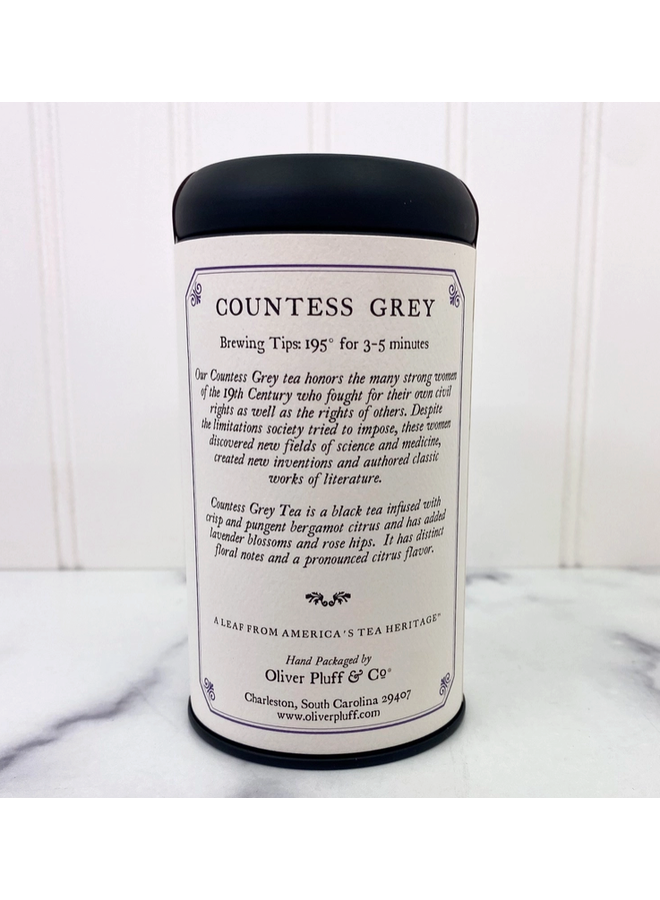 COUNTESS GREY
Brewing Tips: 195° for 3-5 minutes
Our Countess Grey tea honors the many strong women
of the 19th Century who fought for their own civil
rights as well as the rights of others. Despite
the limitations society tried to impose, these women
discovered new fields of science and medicine,
created new inventions and authored classic
works of literature.
Countess Grey Tea is a black tea infused with
crisp and pungent bergamot citrus and has added
lavender blossoms and rose hips. It has distinct
floral notes and a pronounced citrus flavor.
A LEAF FROM AMERICA'S TEA HERITAGE™
Hand Packaged by
Oliver Pluff & Co®
Charleston, South Carolina 29407
www.oliverpluff.com